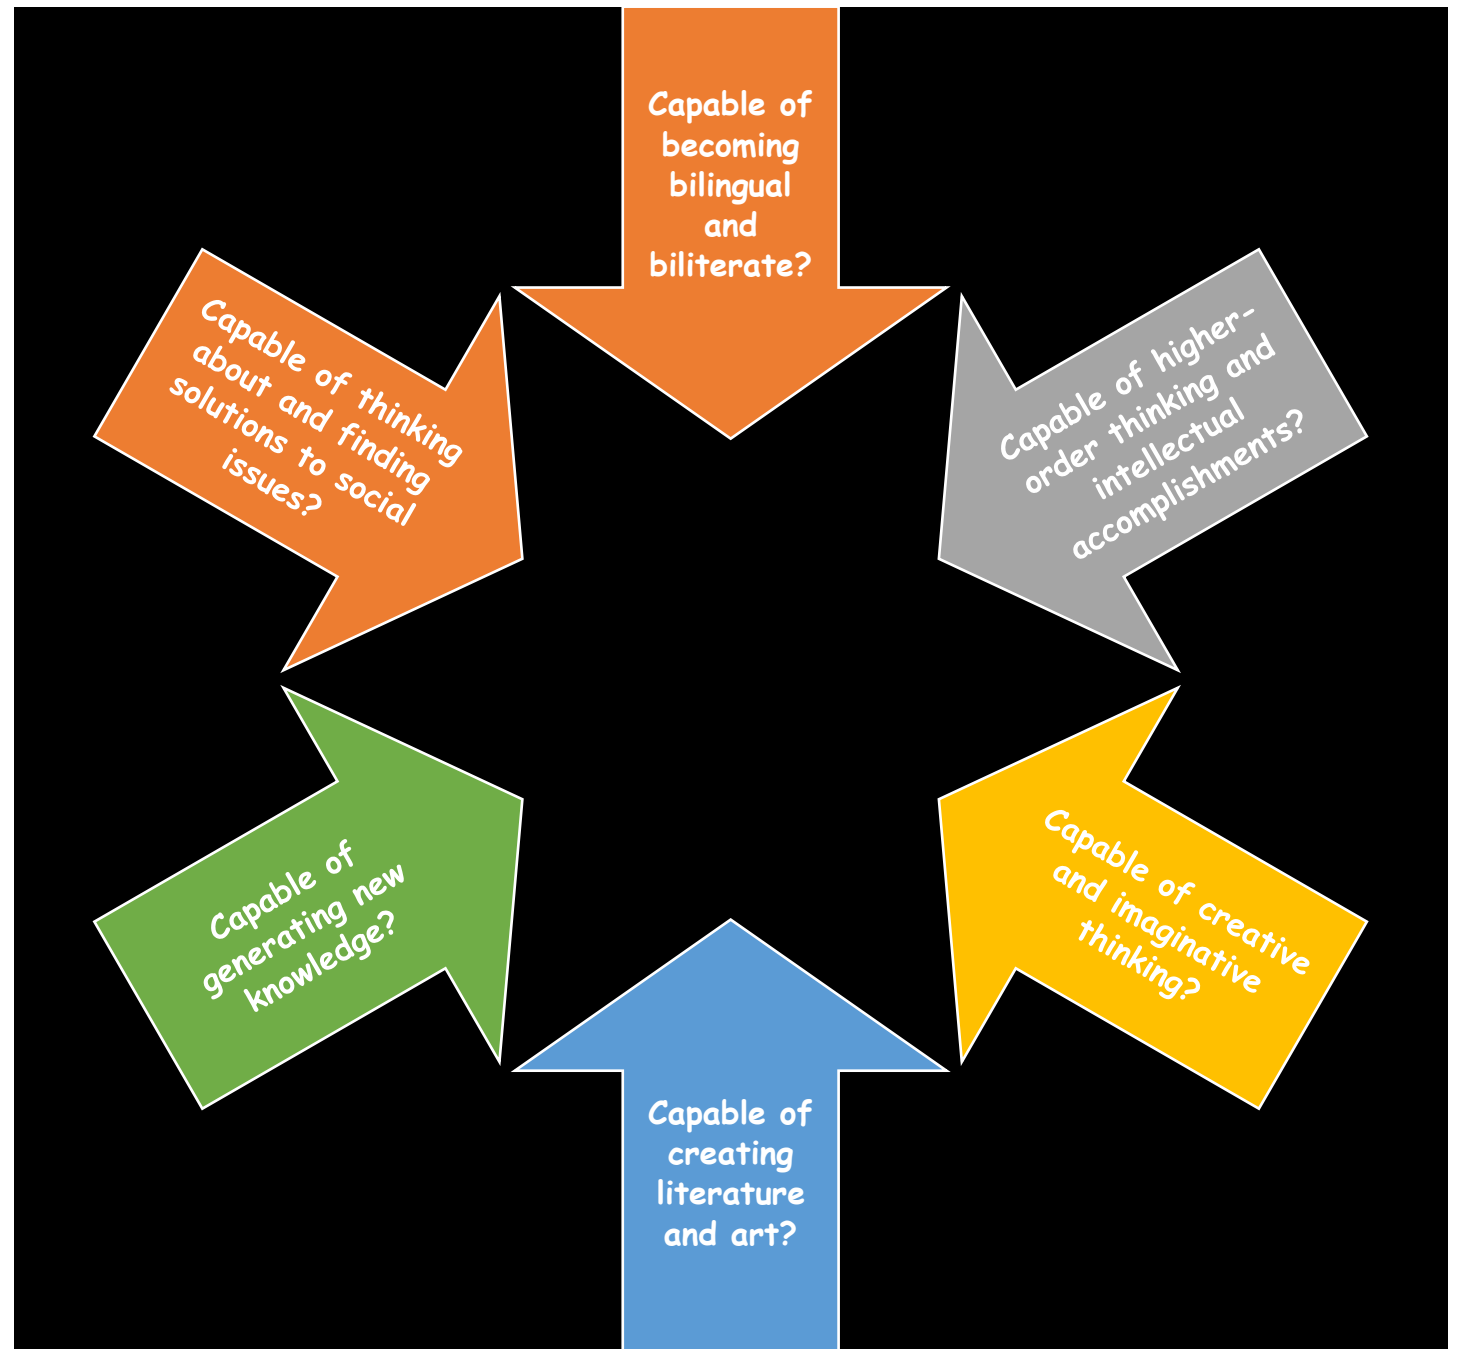 Capable of
becoming
bilingual
and
biliterate?
Capable of higher-
order thinking and
intellectual
accomplishments?
Capable of creative
and imaginative
thinking?
Capable of
creating
literature
and art?
Capable of
generating new
knowledge?
Capable of thinking
about and finding
solutions to social
issues?